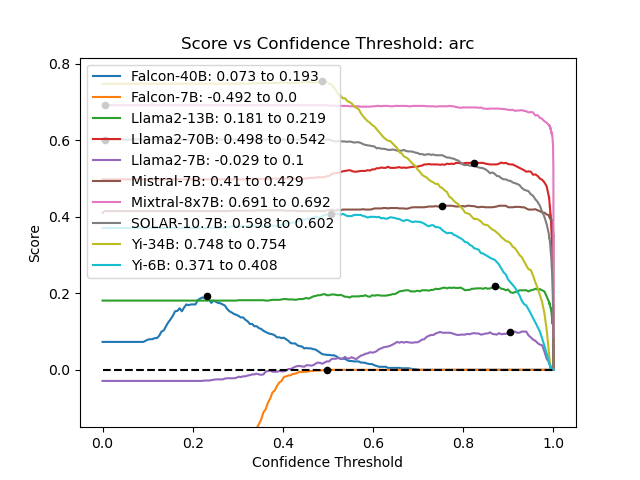 Score vs Confidence Threshold: arc
0.8
0.6
0.4
0.2
0.0
Score
Falcon-40B: 0.073 to 0.193
Falcon-7B: -0.492 to 0.0
Llama2-13B: 0.181 to 0.219
Llama2-70B: 0.498 to 0.542
Llama2-7B: -0.029 to 0.1
Mistral-7B: 0.41 to 0.429
Mixtral-8x7B: 0.691 to 0.692
SOLAR-10.7B: 0.598 to 0.602
Yi-34B: 0.748 to 0.754
Yi-6B: 0.371 to 0.408
0.0 0.2 0.4 0.6 0.8 1.0
Confidence Threshold